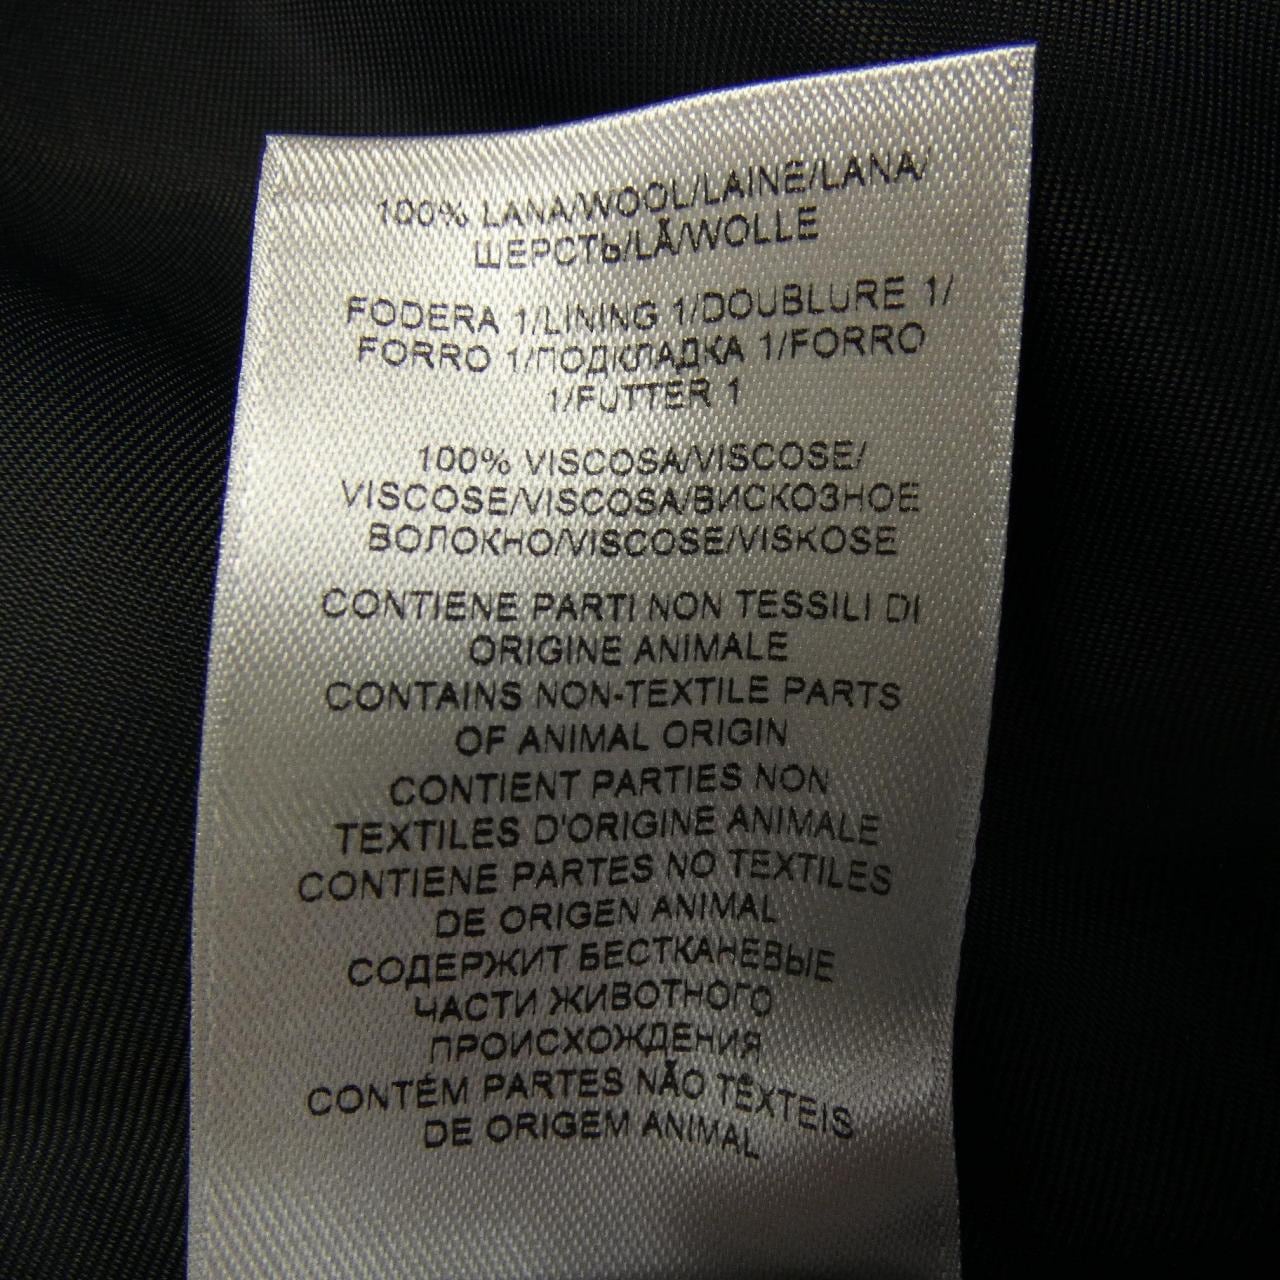 100% LANA/WOOL/LAINE/LANA/
ШЕРСТЬ/LÃ/WOLLE
FODERA 1/LINING 1/DOUBLURE 1/
FORRO 1/ПОДКЛАДКА 1/FORRO
1/FUTTER 1
100% VISCOSA/VISCOSE/
VISCOSE/VISCOSA/ВИСКОЗНОЕ
ВОЛОКНО/VISCOSE/VISKOSE
CONTIENE PARTI NON TESSILI DI
ORIGINE ANIMALE
CONTAINS NON-TEXTILE PARTS
OF ANIMAL ORIGIN
CONTIENT PARTIES NON
TEXTILES D'ORIGINE ANIMALE
CONTIENE PARTES NO TEXTILES
DE ORIGEN ANIMAL
СОДЕРЖИТ БЕСТКАНЕВЫЕ
ЧАСТИ ЖИВОТНОГО
ПРОИСХОЖДЕНИЯ
CONTÉM PARTES NÃO TÊXTEIS
DE ORIGEM ANIMAL